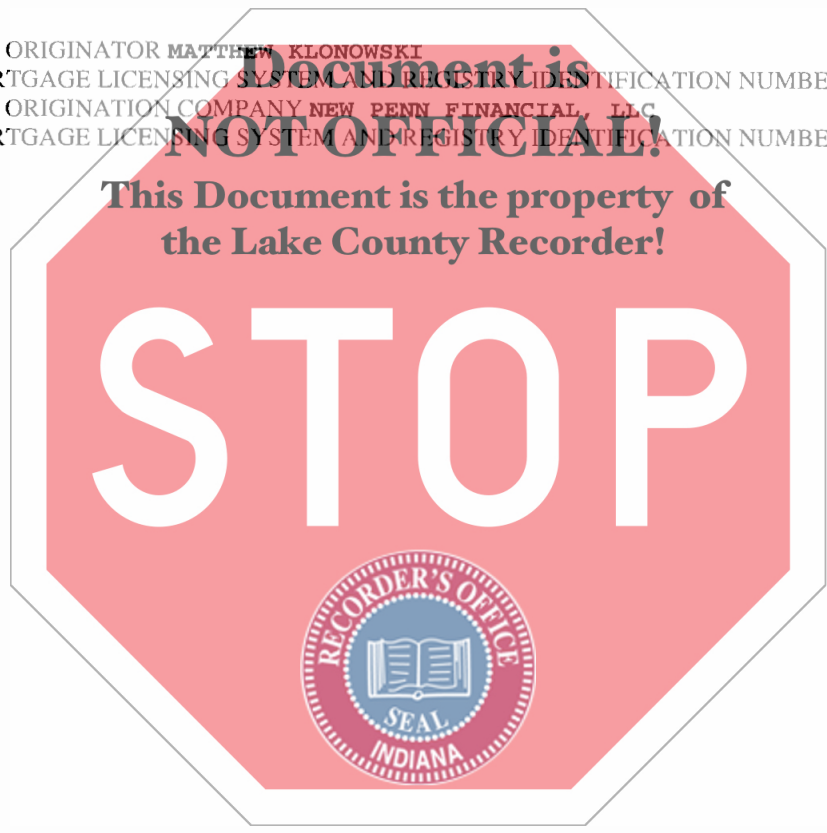 ORIGINATOR MATTHEW KLONOWSKI
RTGAGE LICENSING SYSTEM AND REGISTRY IDENTIFICATION NUMBE
ORIGINATION COMPANY NEW PENN FINANCIAL, LLC
RTGAGE LICENSING SYSTEM AND REGISTRY IDENTIFICATION NUMBE
Document is
NOT OFFICIAL!
This Document is the property of
the Lake County Recorder!
STOP
RECORDER'S OFFICE
SEAL
INDIANA